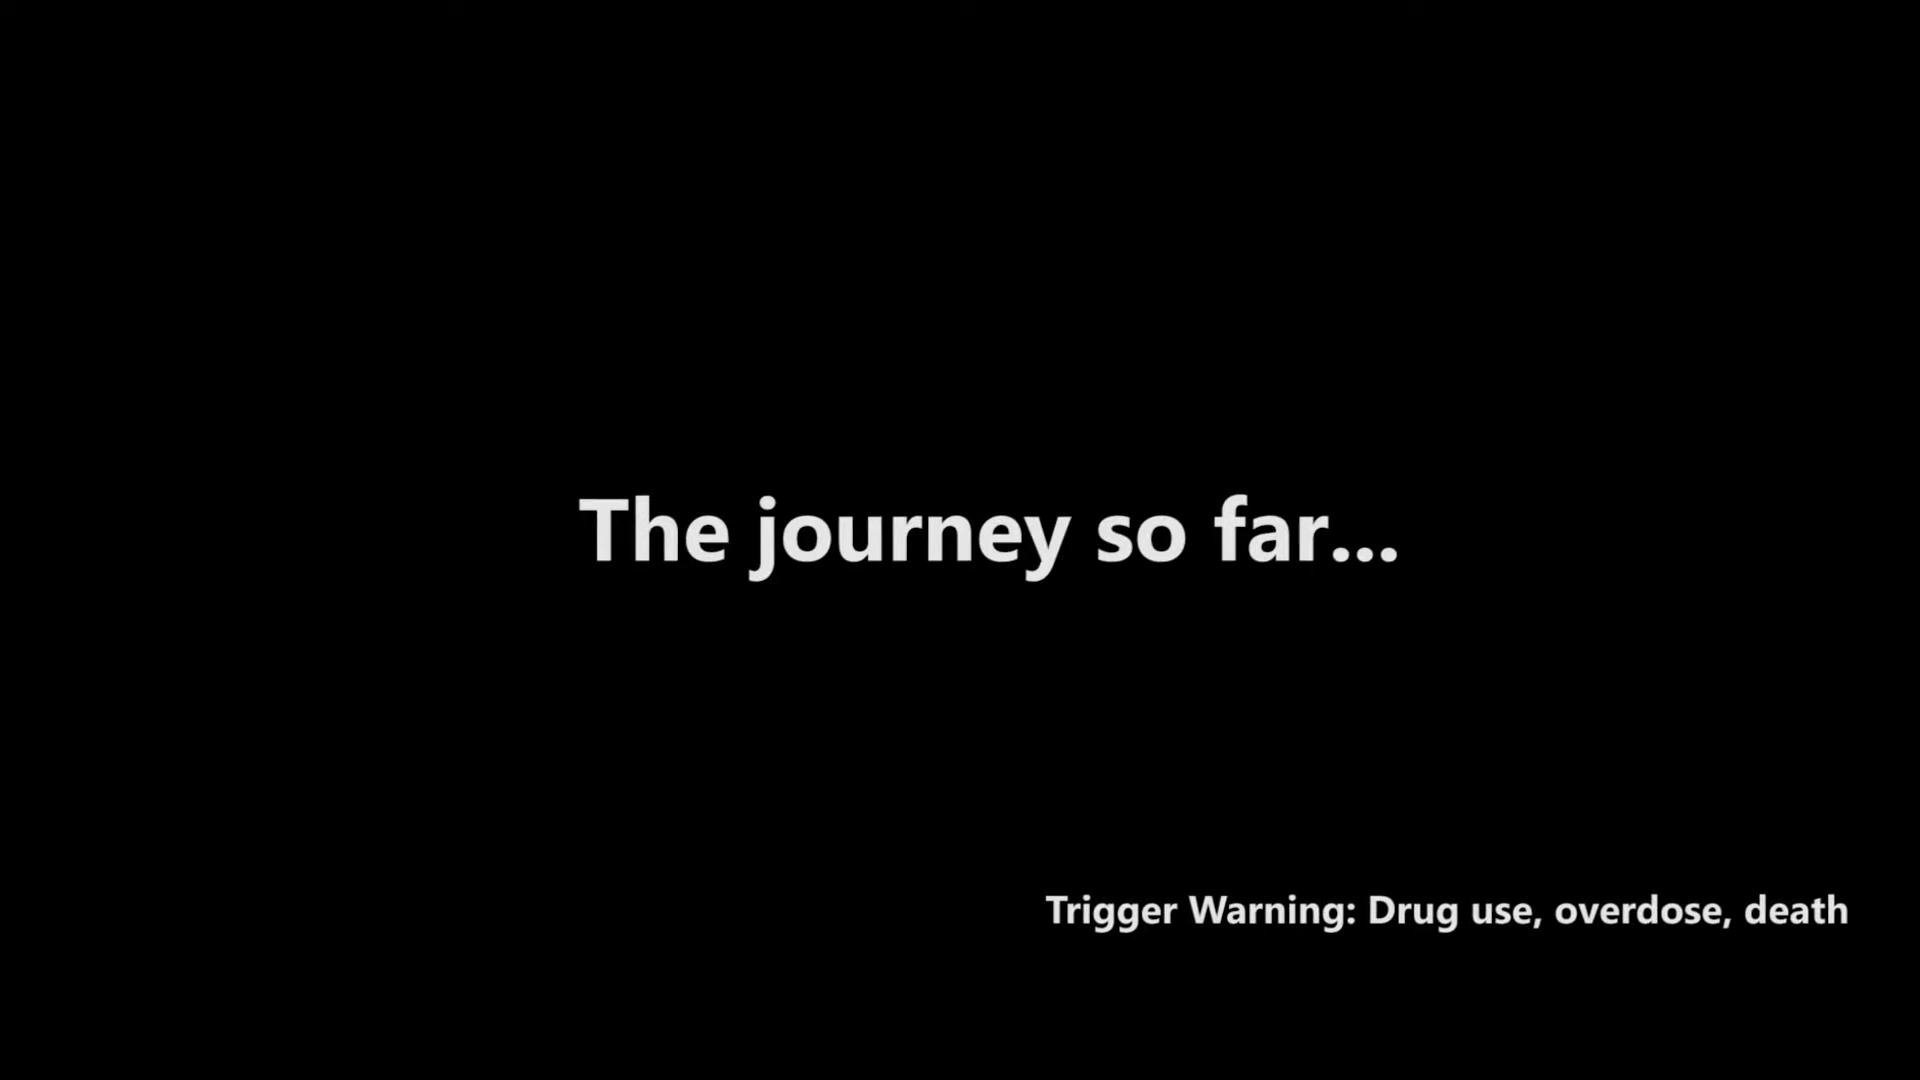 The journey so far...
Trigger Warning: Drug use, overdose, death